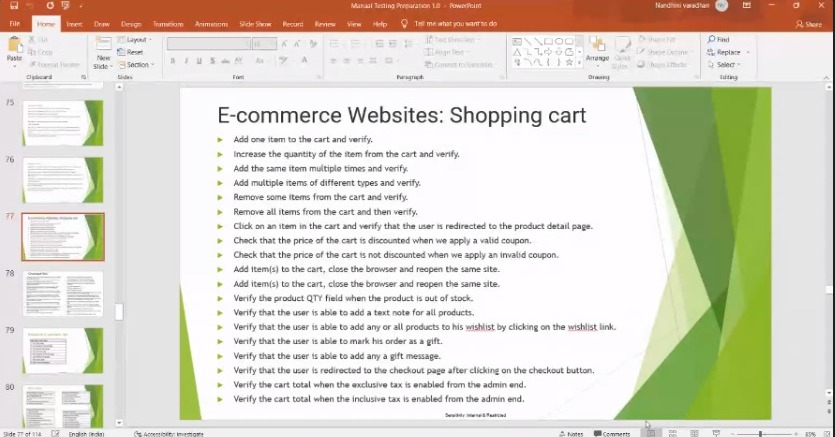 Manual Testing Preparation 1.0 - PowerPoint
Nandhini varadhan
File Home Insert Draw Design Transitions Animations Slide Show Record Review View Help Tell me what you want to do
Share
Cut
Paste
Format Painter
Clipboard
New
Slide
Layout
Reset
Section
Slides
Font
Text Direction
Align Text
Convert to SmartArt
Paragraph
Arrange
Quick
Styles
Shape Fill
Shape Outline
Shape Effects
Drawing
Find
Replace
Select
Editing
75
76
77
78
79
80
E-commerce Websites: Shopping cart
Add one item to the cart and verify.
Increase the quantity of the item from the cart and verify.
Add the same item multiple times and verify.
Add multiple items of different types and verify.
Remove some items from the cart and verify.
Remove all items from the cart and then verify.
Click on an item in the cart and verify that the user is redirected to the product detail page.
Check that the price of the cart is discounted when we apply a valid coupon.
Check that the price of the cart is not discounted when we apply an invalid coupon.
Add item(s) to the cart, close the browser and reopen the same site.
Add item(s) to the cart, close the browser and reopen the same site.
Verify the product QTY field when the product is out of stock.
Verify that the user is able to add a text note for all products.
Verify that the user is able to add any or all products to his wishlist by clicking on the wishlist link.
Verify that the user is able to mark his order as a gift.
Verify that the user is able to add any a gift message.
Verify that the user is redirected to the checkout page after clicking on the checkout button.
Verify the cart total when the exclusive tax is enabled from the admin end.
Verify the cart total when the inclusive tax is enabled from the admin end.
Sensitivity: Internal & Restricted
Slide 77 of 114 English (India) Accessibility: Investigate Notes Comments 85%